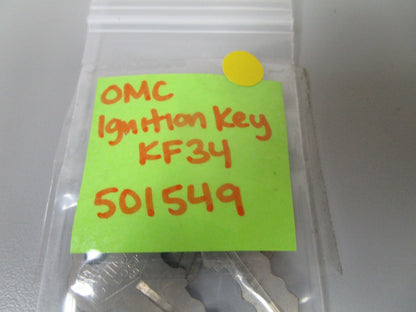 OMC
Ignition Key
KF34
501549